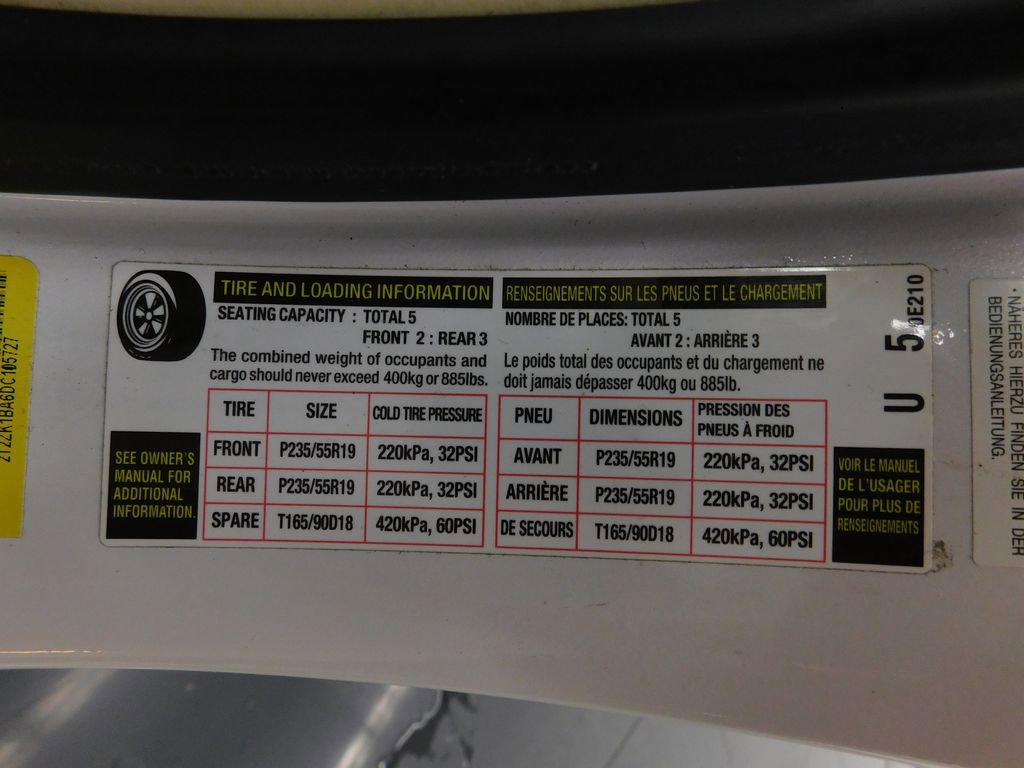 TIRE AND LOADING INFORMATION
SEATING CAPACITY : TOTAL 5
FRONT 2 : REAR 3
The combined weight of occupants and
cargo should never exceed 400kg or 885lbs.
TIRE SIZE COLD TIRE PRESSURE
FRONT P235/55R19 220kPa, 32PSI
REAR P235/55R19 220kPa, 32PSI
SPARE T165/90D18 420kPa, 60PSI
SEE OWNER'S
MANUAL FOR
ADDITIONAL
INFORMATION.
RENSEIGNEMENTS SUR LES PNEUS ET LE CHARGEMENT
NOMBRE DE PLACES: TOTAL 5
AVANT 2 : ARRIÈRE 3
Le poids total des occupants et du chargement ne
doit jamais dépasser 400kg ou 885lb.
PNEU DIMENSIONS PRESSION DES
PNEUS À FROID
AVANT P235/55R19 220kPa, 32PSI
ARRIÈRE P235/55R19 220kPa, 32PSI
DE SECOURS T165/90D18 420kPa, 60PSI
VOIR LE MANUEL
DE L'USAGER
POUR PLUS DE
RENSEIGNEMENTS
U 5
0E210
2T2ZK1BA6DC105727
· NÄHERES HIERZU FINDEN SIE IN DER
BEDIENUNGSANLEITUNG.